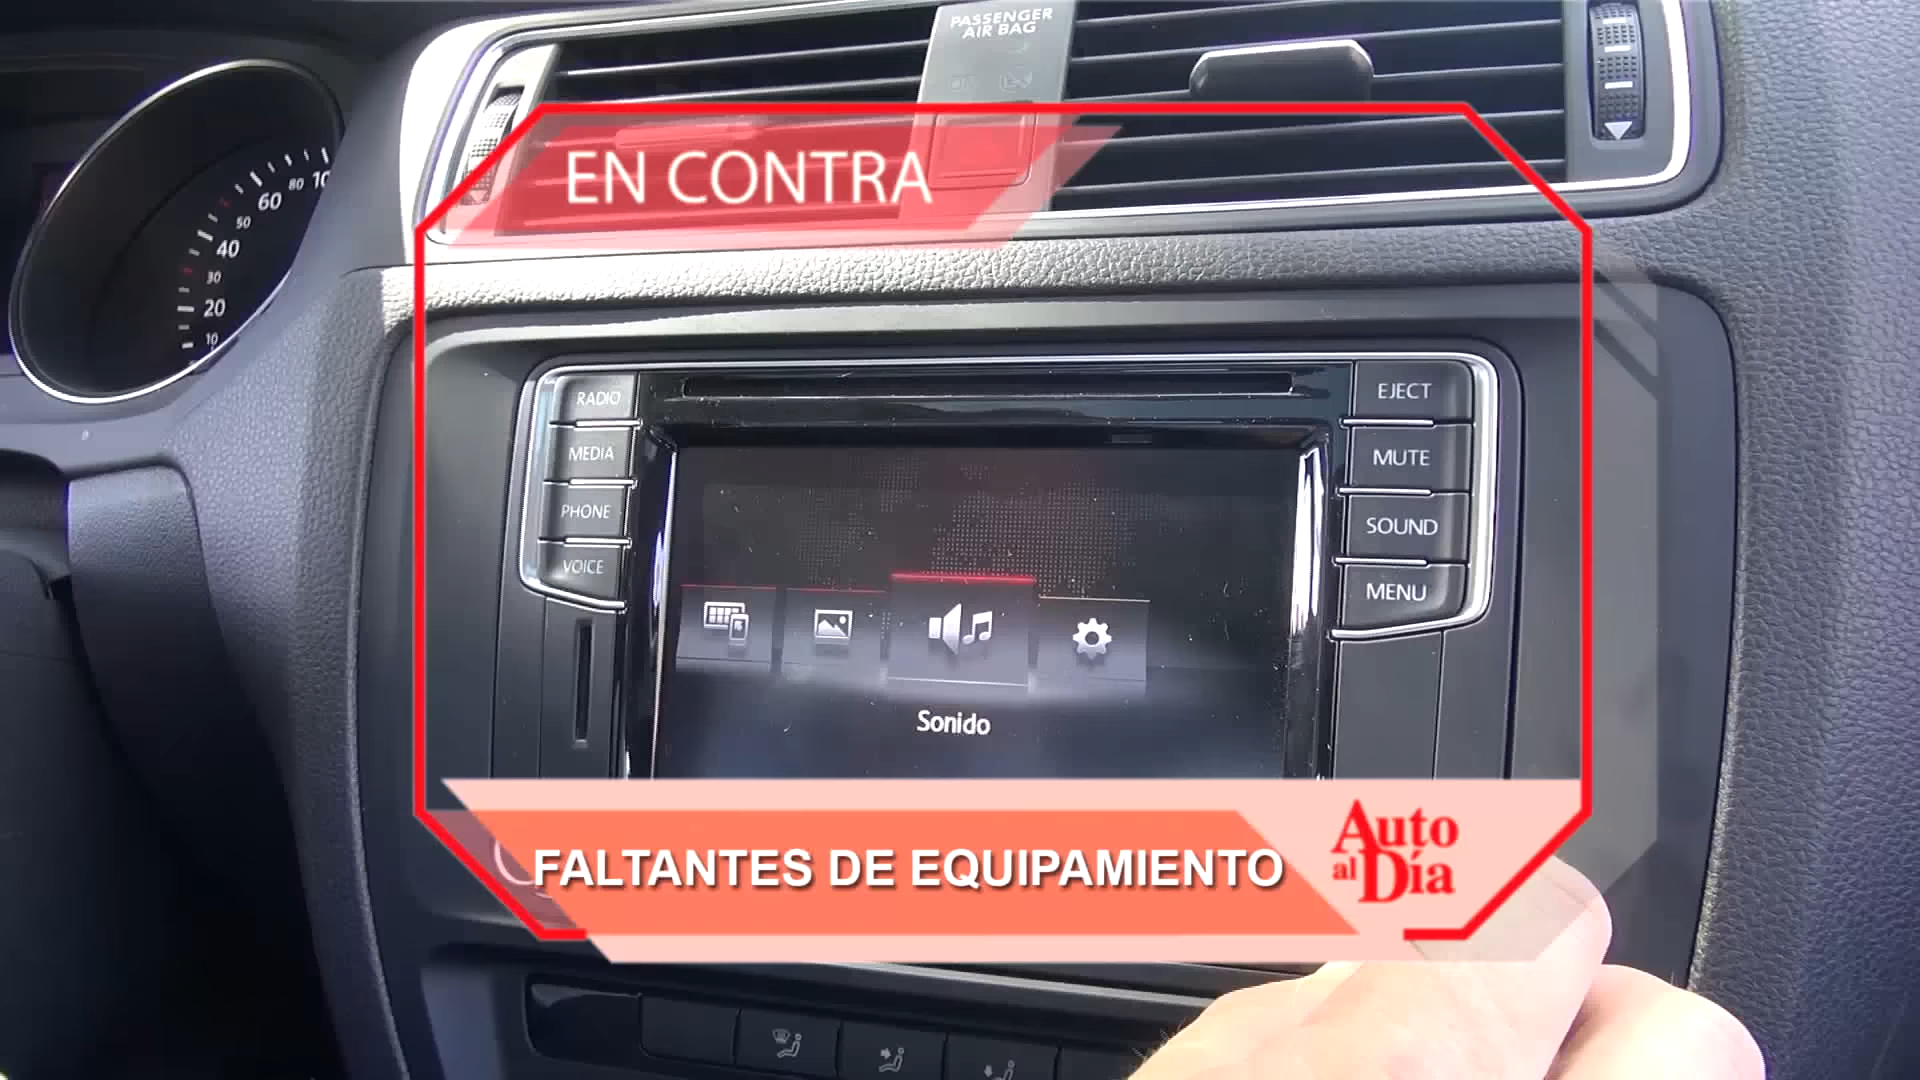 PASSENGER
AIR BAG
EN CONTRA
10
80
60
50
40
30
20
10
RADIO
MEDIA
PHONE
VOICE
EJECT
MUTE
SOUND
MENU
Sonido
FALTANTES DE EQUIPAMIENTO
Auto
al Día